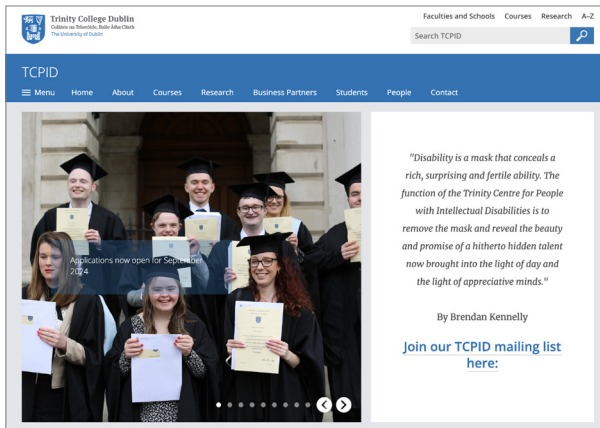 Trinity College Dublin
Coláiste na Tríonóide, Baile Átha Cliath
The University of Dublin
Faculties and Schools Courses Research A–Z
Search TCPID
TCPID
Menu Home About Courses Research Business Partners Students People Contact
Applications now open for September
2024
"Disability is a mask that conceals a
rich, surprising and fertile ability. The
function of the Trinity Centre for People
with Intellectual Disabilities is to
remove the mask and reveal the beauty
and promise of a hitherto hidden talent
now brought into the light of day and
the light of appreciative minds."
By Brendan Kennelly
Join our TCPID mailing list
here: